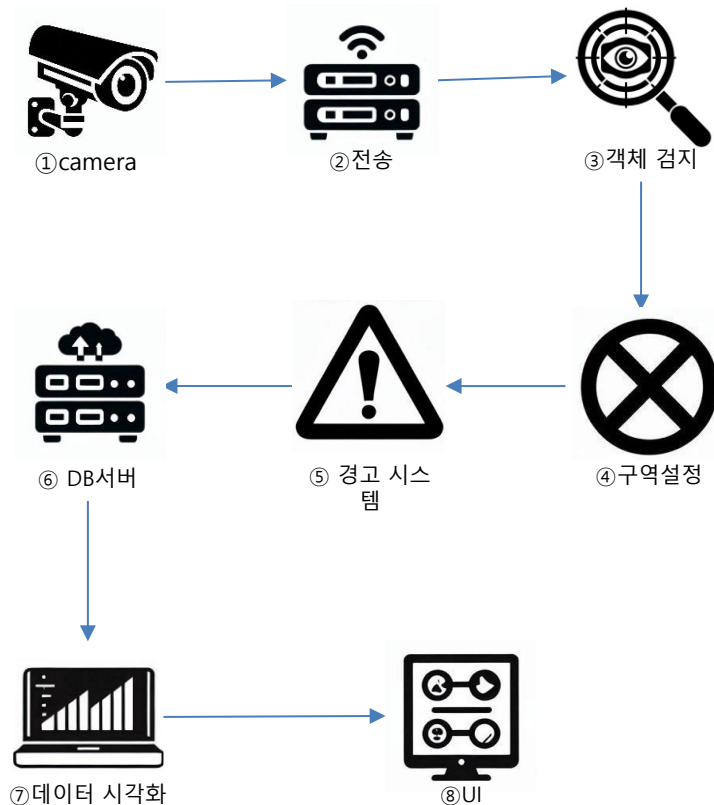 ①camera
②전송
③객체 검지
④구역설정
⑤ 경고 시스
템
⑥ DB서버
⑦데이터 시각화
⑧UI